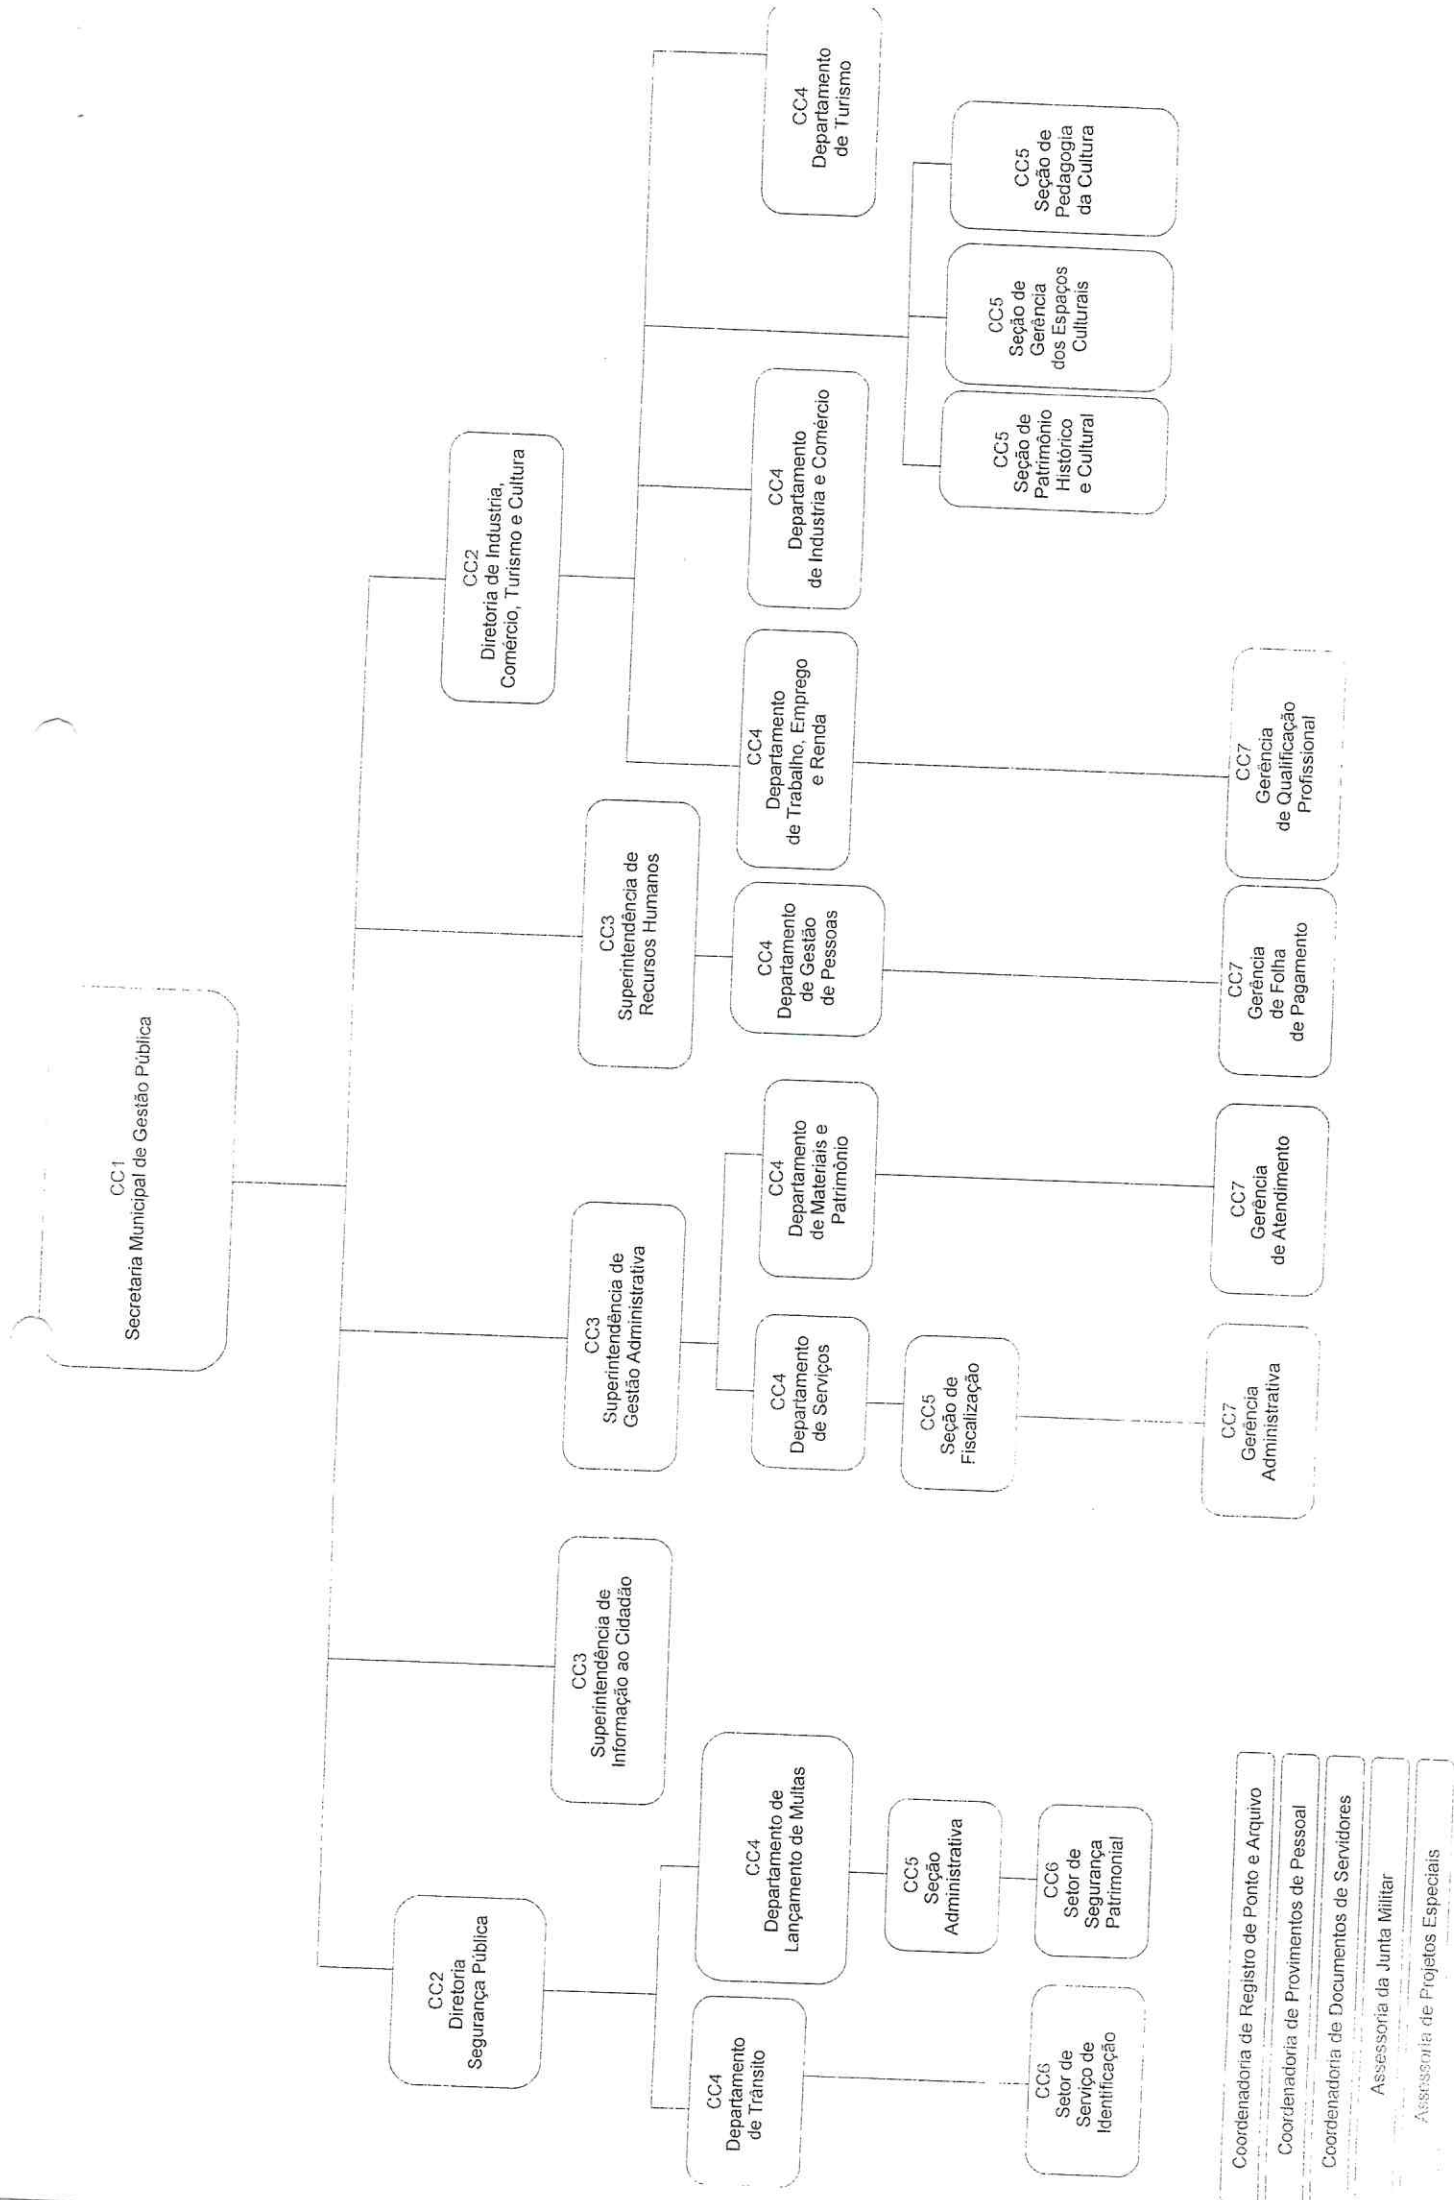 CC1
Secretaria Municipal de Gestão Pública
CC2
Diretoria
Segurança Pública
CC3
Superintendência de
Informação ao Cidadão
CC3
Superintendência de
Gestão Administrativa
CC3
Superintendência de
Recursos Humanos
CC2
Diretoria de Industria,
Comércio, Turismo e Cultura
CC4
Departamento
de Trânsito
CC4
Departamento de
Lançamento de Multas
CC4
Departamento
de Serviços
CC4
Departamento
de Materiais e
Patrimônio
CC4
Departamento
de Gestão
de Pessoas
CC4
Departamento
de Trabalho, Emprego
e Renda
CC4
Departamento
de Industria e Comércio
CC4
Departamento
de Turismo
CC5
Seção
Administrativa
CC5
Seção de
Fiscalização
CC5
Seção de
Patrimônio
Histórico
e Cultural
CC5
Seção de
Gerência
dos Espaços
Culturais
CC5
Seção de
Pedagogia
da Cultura
CC6
Setor de
Serviço de
Identificação
CC6
Setor de
Segurança
Patrimonial
CC7
Gerência
Administrativa
CC7
Gerência
de Atendimento
CC7
Gerência
de Folha
de Pagamento
CC7
Gerência
de Qualificação
Profissional
Coordenadoria de Registro de Ponto e Arquivo
Coordenadoria de Provimentos de Pessoal
Coordenadoria de Documentos de Servidores
Assessoria da Junta Militar
Assessoria de Projetos Especiais